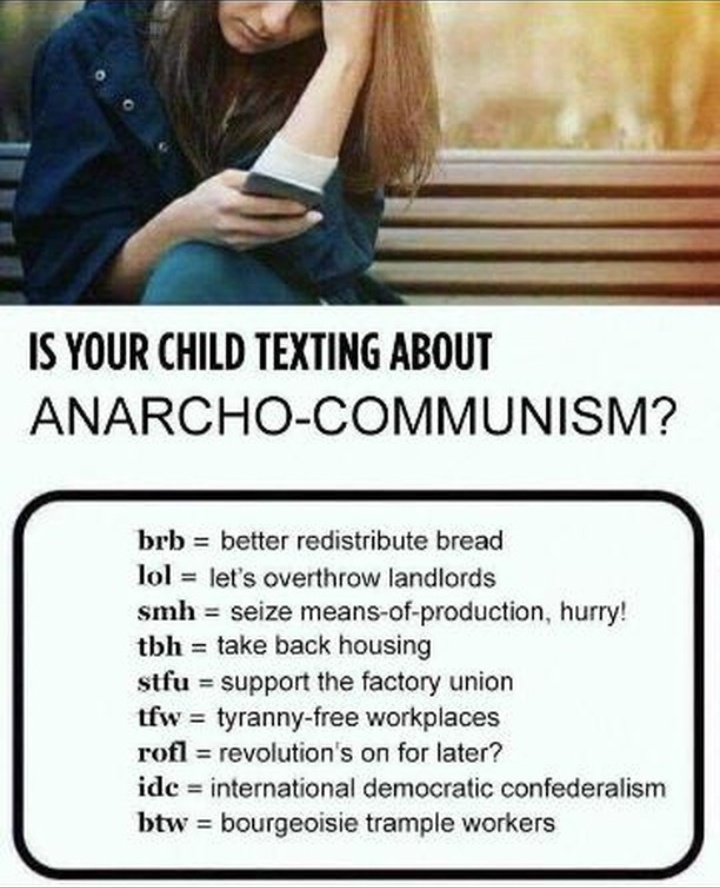 IS YOUR CHILD TEXTING ABOUT
ANARCHO-COMMUNISM?
brb = better redistribute bread
lol = let's overthrow landlords
smh = seize means-of-production, hurry!
tbh = take back housing
stfu = support the factory union
tfw = tyranny-free workplaces
rofl = revolution's on for later?
idc = international democratic confederalism
btw = bourgeoisie trample workers